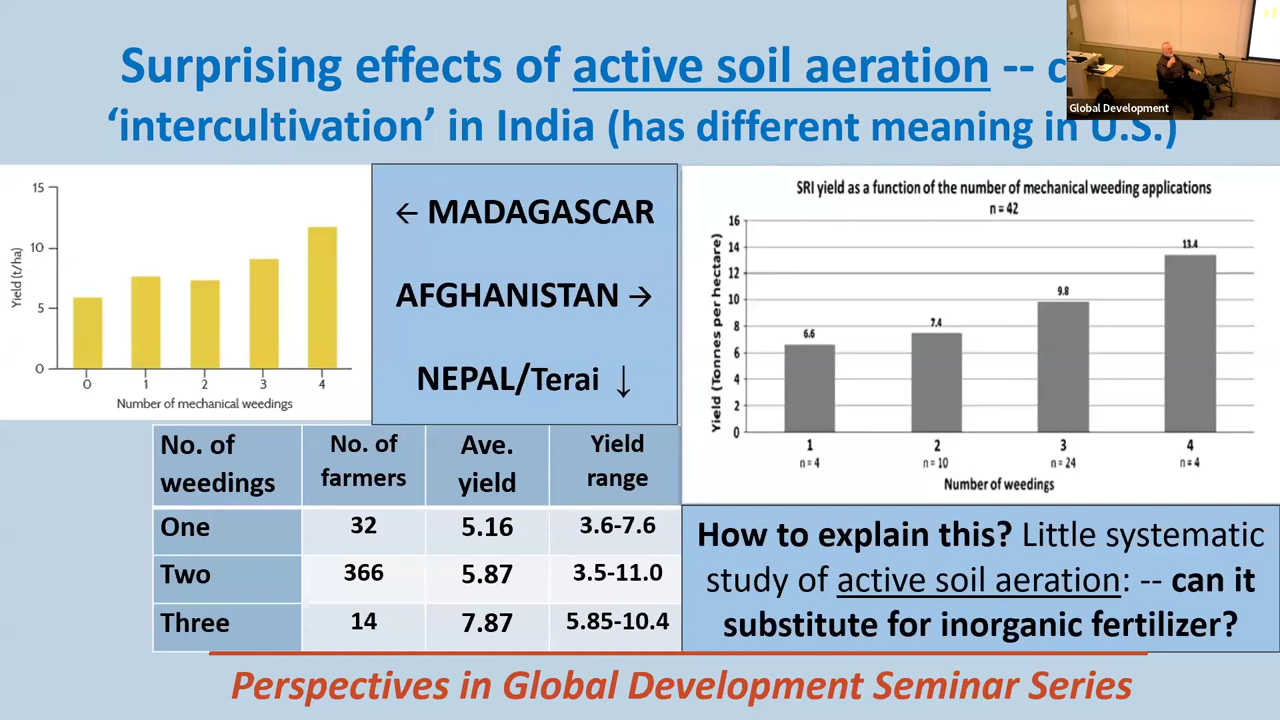 Surprising effects of active soil aeration -- c
‘intercultivation’ in India (has different meaning in U.S.)
Global Development
15
10
5
0
Yield (t/ha)
0 1 2 3 4
Number of mechanical weedings
← MADAGASCAR
AFGHANISTAN →
NEPAL/Terai ↓
SRI yield as a function of the number of mechanical weeding applications
n = 42
Yield (Tonnes per hectare)
16
14
12
10
8
6
4
2
0
6.6
7.4
9.8
13.4
1 2 3 4
n = 4 n = 10 n = 24 n = 4
Number of weedings
No. of weedings No. of farmers Ave. yield Yield range
One 32 5.16 3.6-7.6
Two 366 5.87 3.5-11.0
Three 14 7.87 5.85-10.4
How to explain this? Little systematic
study of active soil aeration: -- can it
substitute for inorganic fertilizer?
Perspectives in Global Development Seminar Series